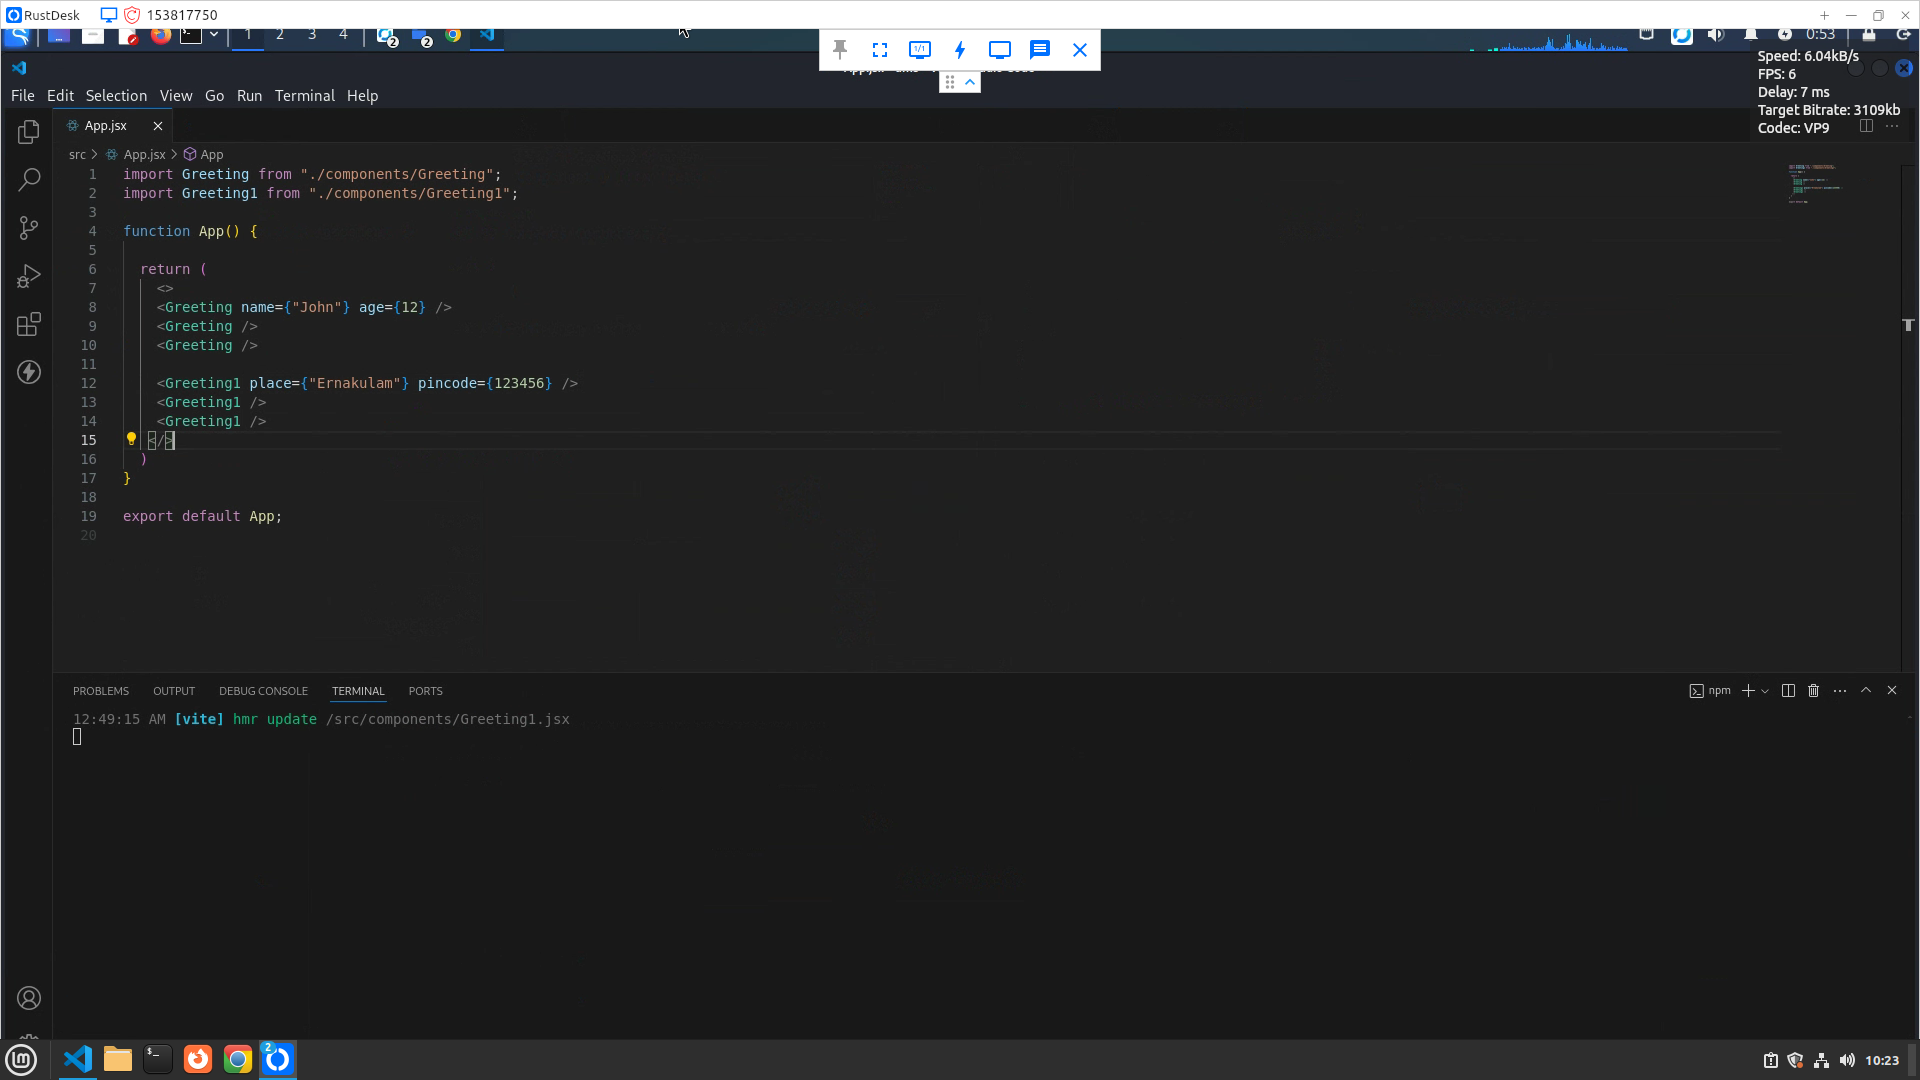 RustDesk 153817750
1 2 3 4 2 2 0:53
1/1
Speed: 6.04kB/s
FPS: 6
Delay: 7 ms
Target Bitrate: 3109kb
Codec: VP9
File Edit Selection View Go Run Terminal Help
App.jsx
src > App.jsx > App
1 import Greeting from "./components/Greeting";
2 import Greeting1 from "./components/Greeting1";
3
4 function App() {
5
6 return (
7 <>
8 <Greeting name={"John"} age={12} />
9 <Greeting />
10 <Greeting />
11
12 <Greeting1 place={"Ernakulam"} pincode={123456} />
13 <Greeting1 />
14 <Greeting1 />
15 </>
16 )
17 }
18
19 export default App;
20
PROBLEMS OUTPUT DEBUG CONSOLE TERMINAL PORTS npm
12:49:15 AM [vite] hmr update /src/components/Greeting1.jsx
2 10:23